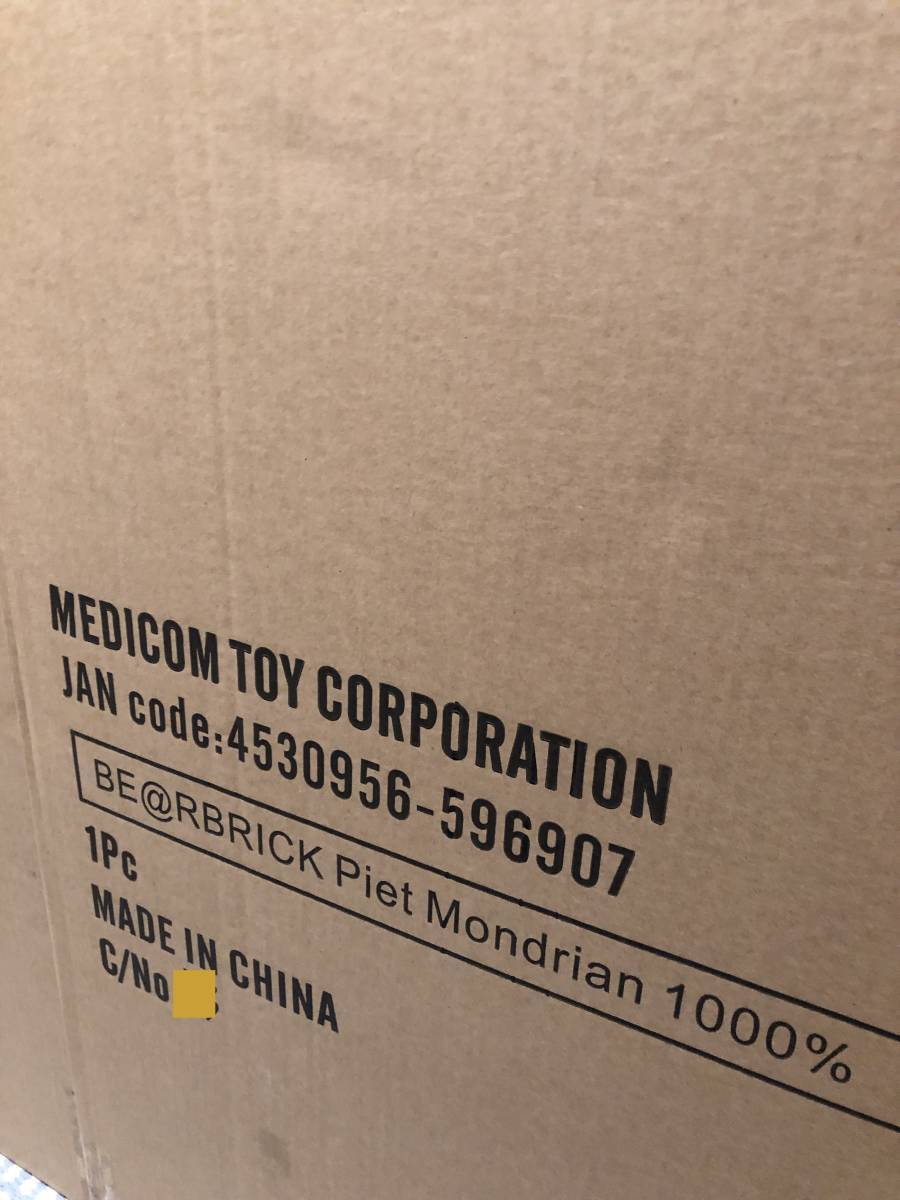 MEDICOM TOY CORPORATION
JAN code:4530956-596907
BE@RBRICK Piet Mondrian 1000%
1Pc
MADE IN CHINA
C/No